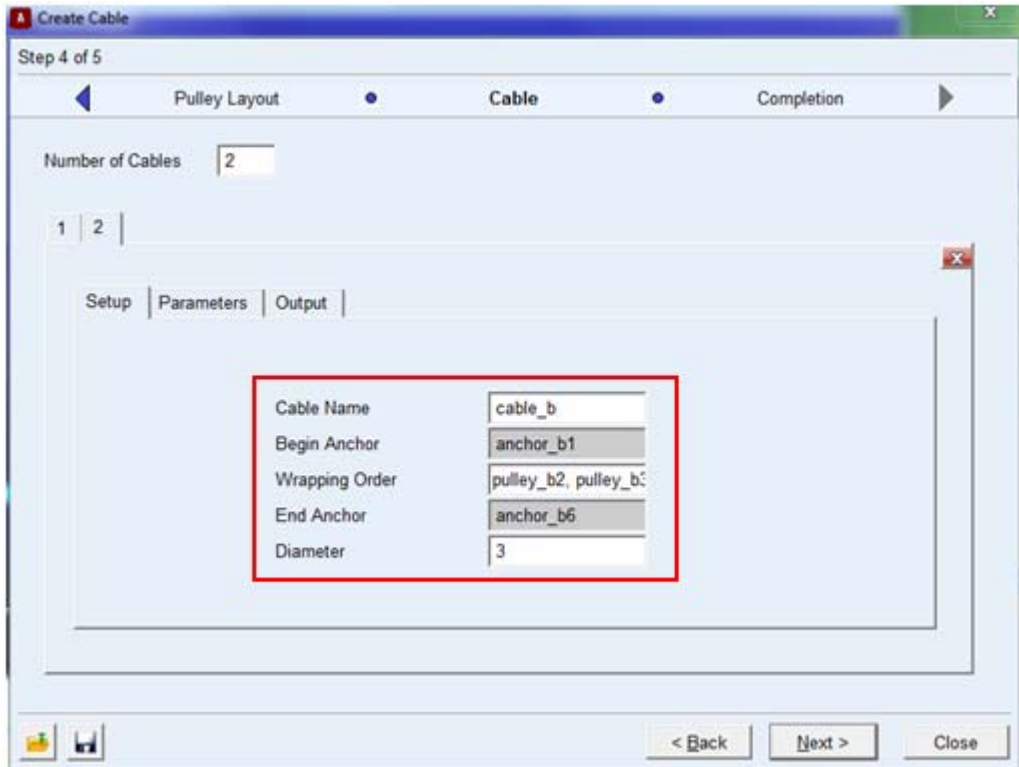 Create Cable
Step 4 of 5
Pulley Layout Cable Completion
Number of Cables 2
1 2
Setup Parameters Output
Cable Name cable_b
Begin Anchor anchor_b1
Wrapping Order pulley_b2, pulley_b3
End Anchor anchor_b6
Diameter 3
< Back Next > Close